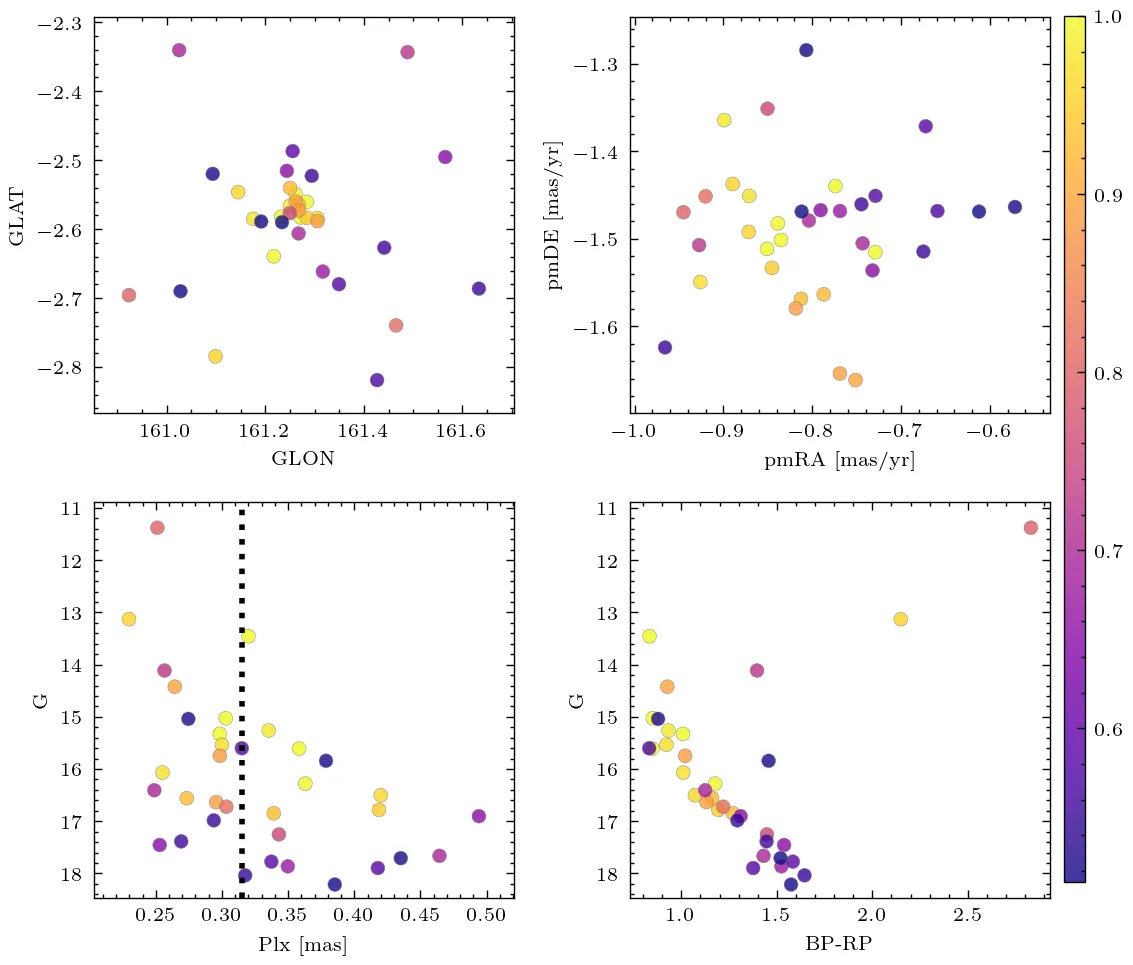 −2.3
−2.4
−2.5
−2.6
−2.7
−2.8
GLAT
161.0 161.2 161.4 161.6
GLON
−1.3
−1.4
−1.5
−1.6
pmDE [mas/yr]
−1.0 −0.9 −0.8 −0.7 −0.6
pmRA [mas/yr]
1.0
0.9
0.8
0.7
0.6
11
12
13
14
15
16
17
18
G
0.25 0.30 0.35 0.40 0.45 0.50
Plx [mas]
11
12
13
14
15
16
17
18
G
1.0 1.5 2.0 2.5
BP-RP